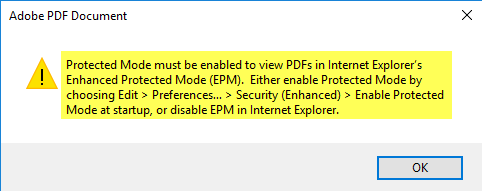 Adobe PDF Document
Protected Mode must be enabled to view PDFs in Internet Explorer's
Enhanced Protected Mode (EPM).  Either enable Protected Mode by
choosing Edit > Preferences... > Security (Enhanced) > Enable Protected
Mode at startup, or disable EPM in Internet Explorer.
OK